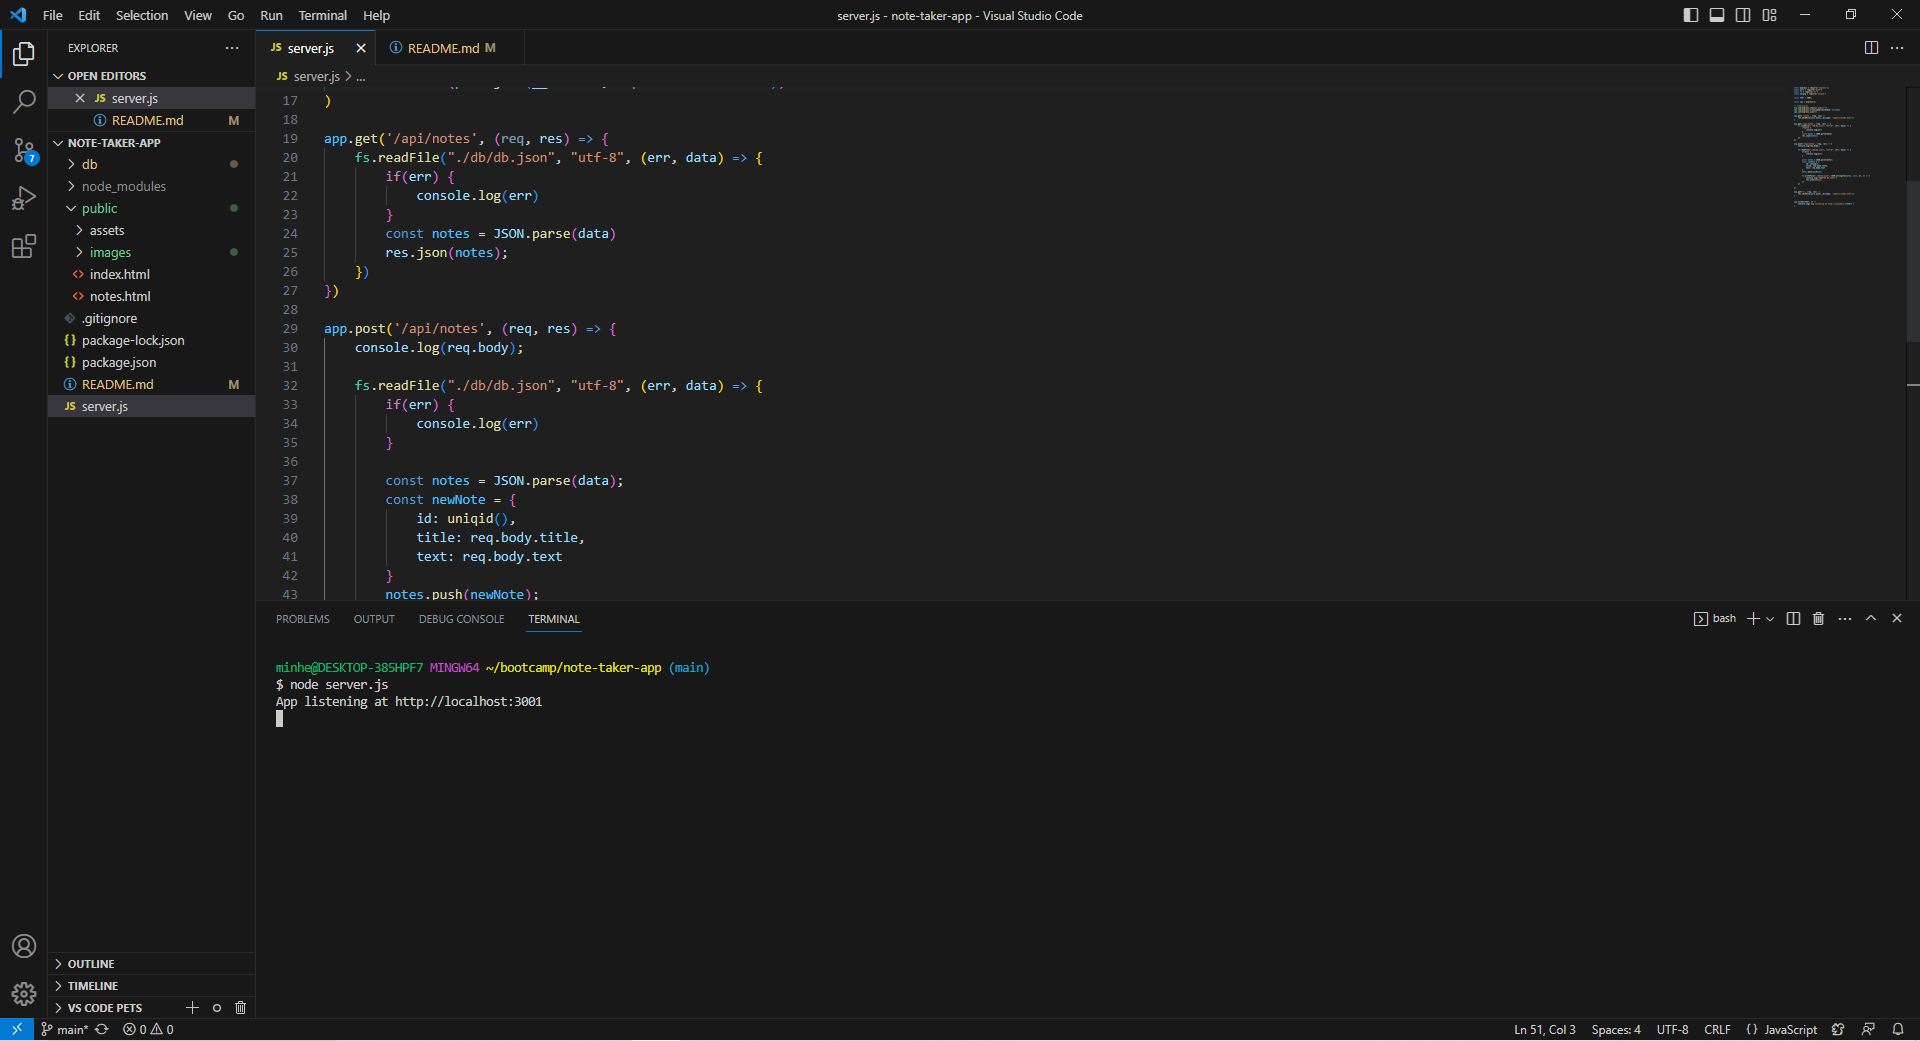 File Edit Selection View Go Run Terminal Help
server.js - note-taker-app - Visual Studio Code
EXPLORER
OPEN EDITORS
JS server.js
README.md M
NOTE-TAKER-APP
db
node_modules
public
assets
images
index.html
notes.html
.gitignore
package-lock.json
package.json
README.md M
JS server.js
OUTLINE
TIMELINE
VS CODE PETS
7
JS server.js
README.md M
JS server.js > ...
17 )
18
19 app.get('/api/notes', (req, res) => {
20 fs.readFile("./db/db.json", "utf-8", (err, data) => {
21 if(err) {
22 console.log(err)
23 }
24 const notes = JSON.parse(data)
25 res.json(notes);
26 })
27 })
28
29 app.post('/api/notes', (req, res) => {
30 console.log(req.body);
31
32 fs.readFile("./db/db.json", "utf-8", (err, data) => {
33 if(err) {
34 console.log(err)
35 }
36
37 const notes = JSON.parse(data);
38 const newNote = {
39 id: uniqid(),
40 title: req.body.title,
41 text: req.body.text
42 }
43 notes.push(newNote);
PROBLEMS OUTPUT DEBUG CONSOLE TERMINAL
bash
minhe@DESKTOP-385HPF7 MINGW64 ~/bootcamp/note-taker-app (main)
$ node server.js
App listening at http://localhost:3001
main* 0 0
Ln 51, Col 3 Spaces: 4 UTF-8 CRLF {} JavaScript